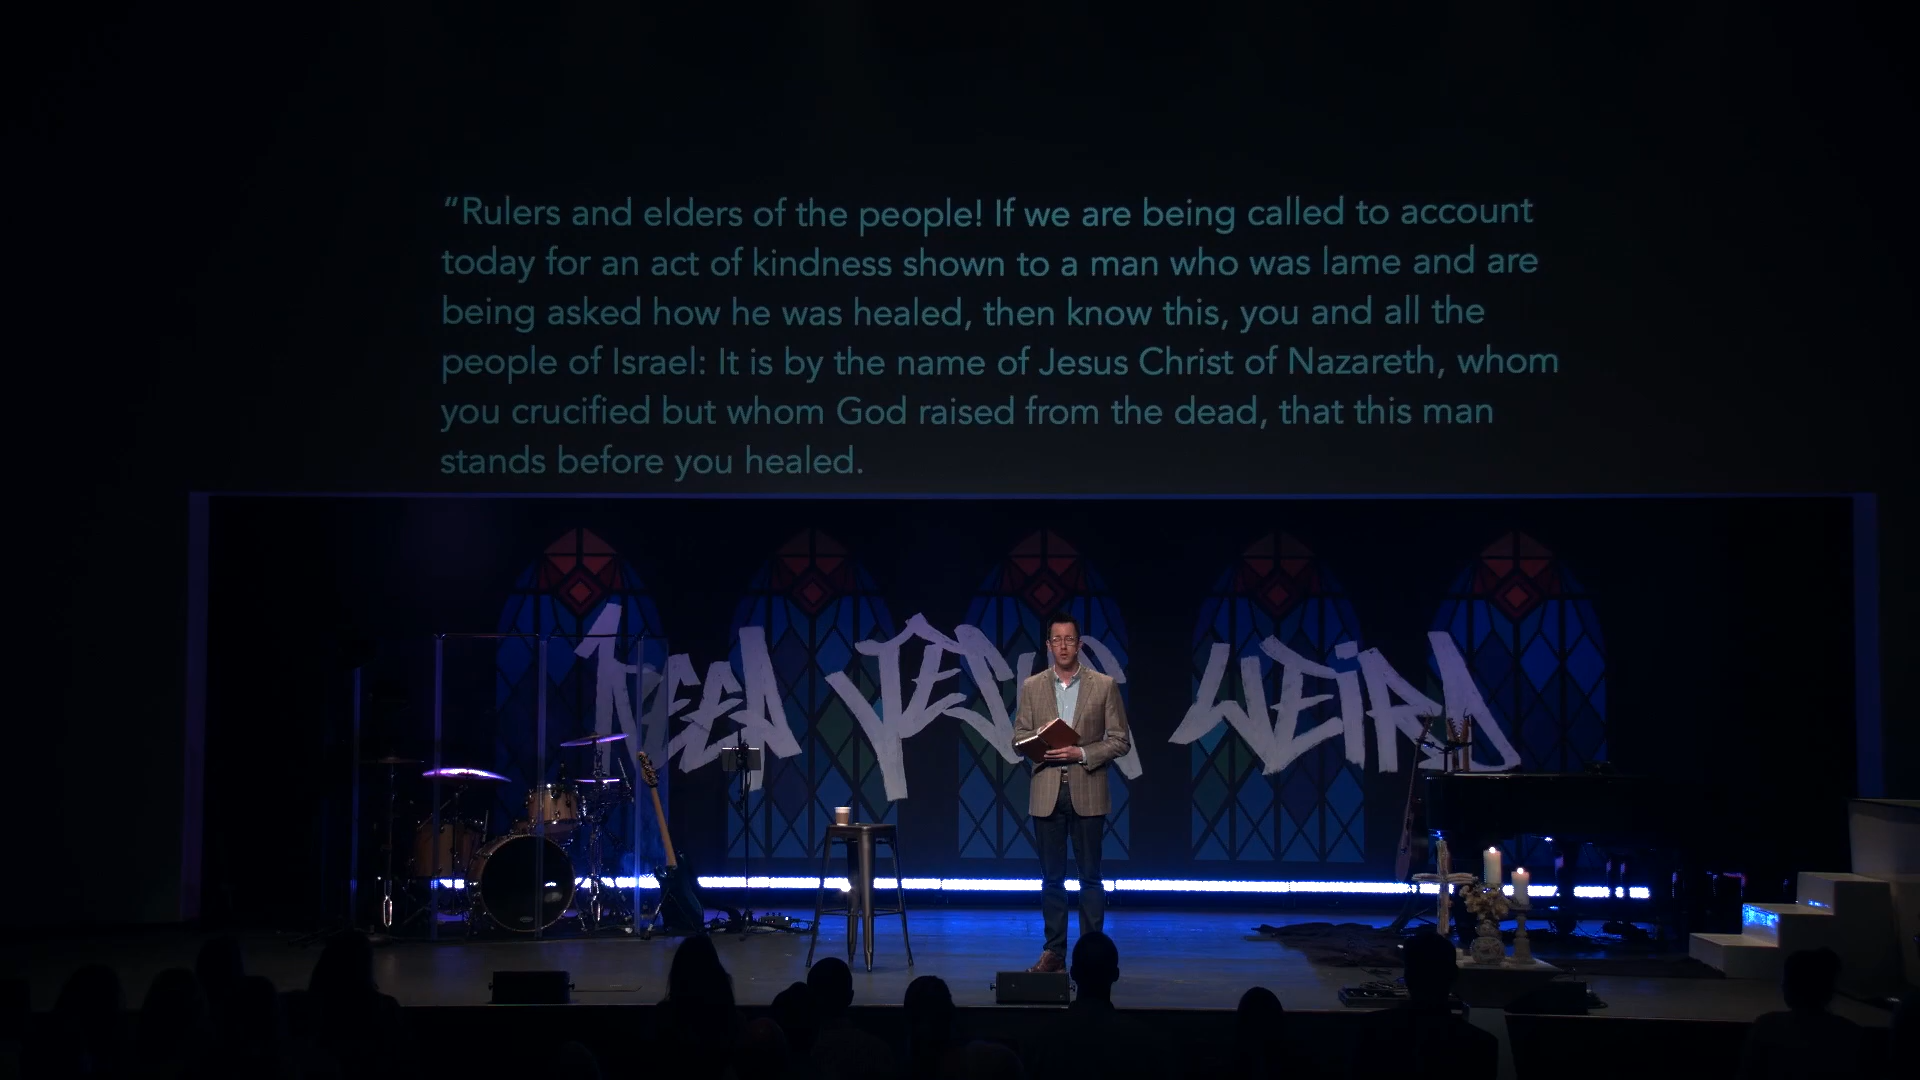 “Rulers and elders of the people! If we are being called to account
today for an act of kindness shown to a man who was lame and are
being asked how he was healed, then know this, you and all the
people of Israel: It is by the name of Jesus Christ of Nazareth, whom
you crucified but whom God raised from the dead, that this man
stands before you healed.
WEiRD